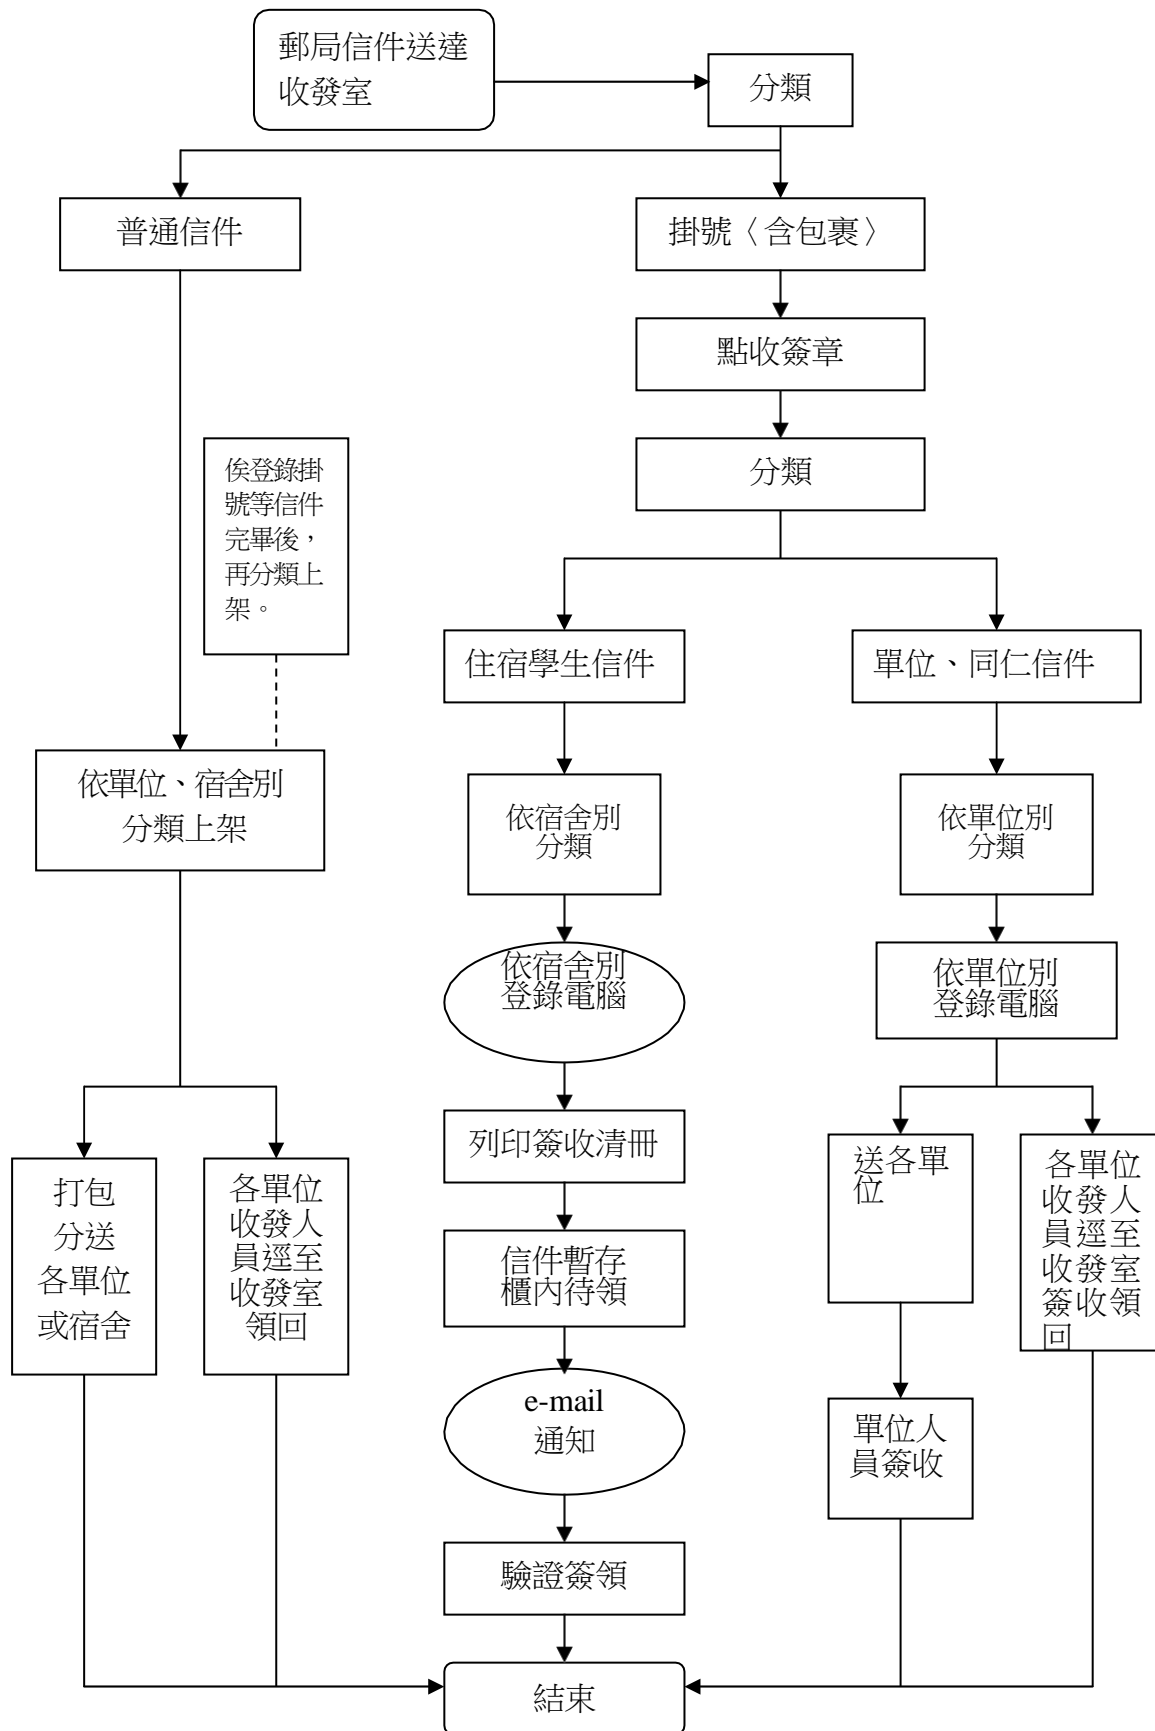 郵局信件送達
收發室
分類
普通信件
掛號〈含包裹〉
點收簽章
分類
俟登錄掛
號等信件
完畢後，
再分類上
架。
住宿學生信件
單位、同仁信件
依單位、宿舍別
分類上架
依宿舍別
分類
依單位別
分類
依宿舍別
登錄電腦
依單位別
登錄電腦
列印簽收清冊
打包
分送
各單位
或宿舍
各單位
收發人
員逕至
收發室
領回
送各單
位
各單位
收發人
員逕至
收發室
簽收領
回
信件暫存
櫃內待領
e-mail
通知
單位人
員簽收
驗證簽領
結束